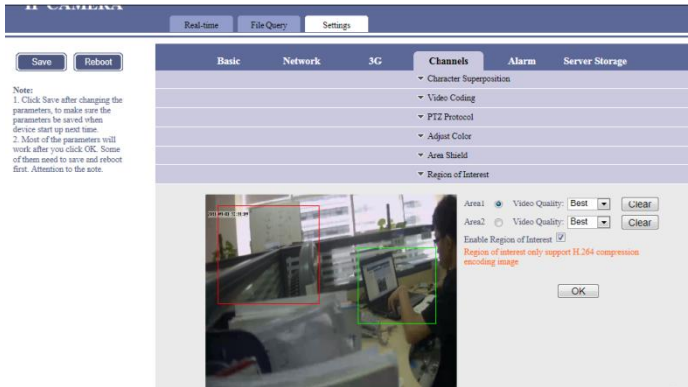 IP CAMERA
Real-time File Query Settings
Save Reboot
Basic Network 3G Channels Alarm Server Storage
Note:
1. Click Save after changing the
parameters, to make sure the
parameters be saved when
device start up next time.
2. Most of the parameters will
work after you click OK. Some
of them need to save and reboot
first. Attention to the note.
Character Superposition
Video Coding
PTZ Protocol
Adjust Color
Area Shield
Region of Interest
Area1 Video Quality: Best Clear
Area2 Video Quality: Best Clear
Enable Region of Interest
Region of interest only support H.264 compression
encoding image
OK